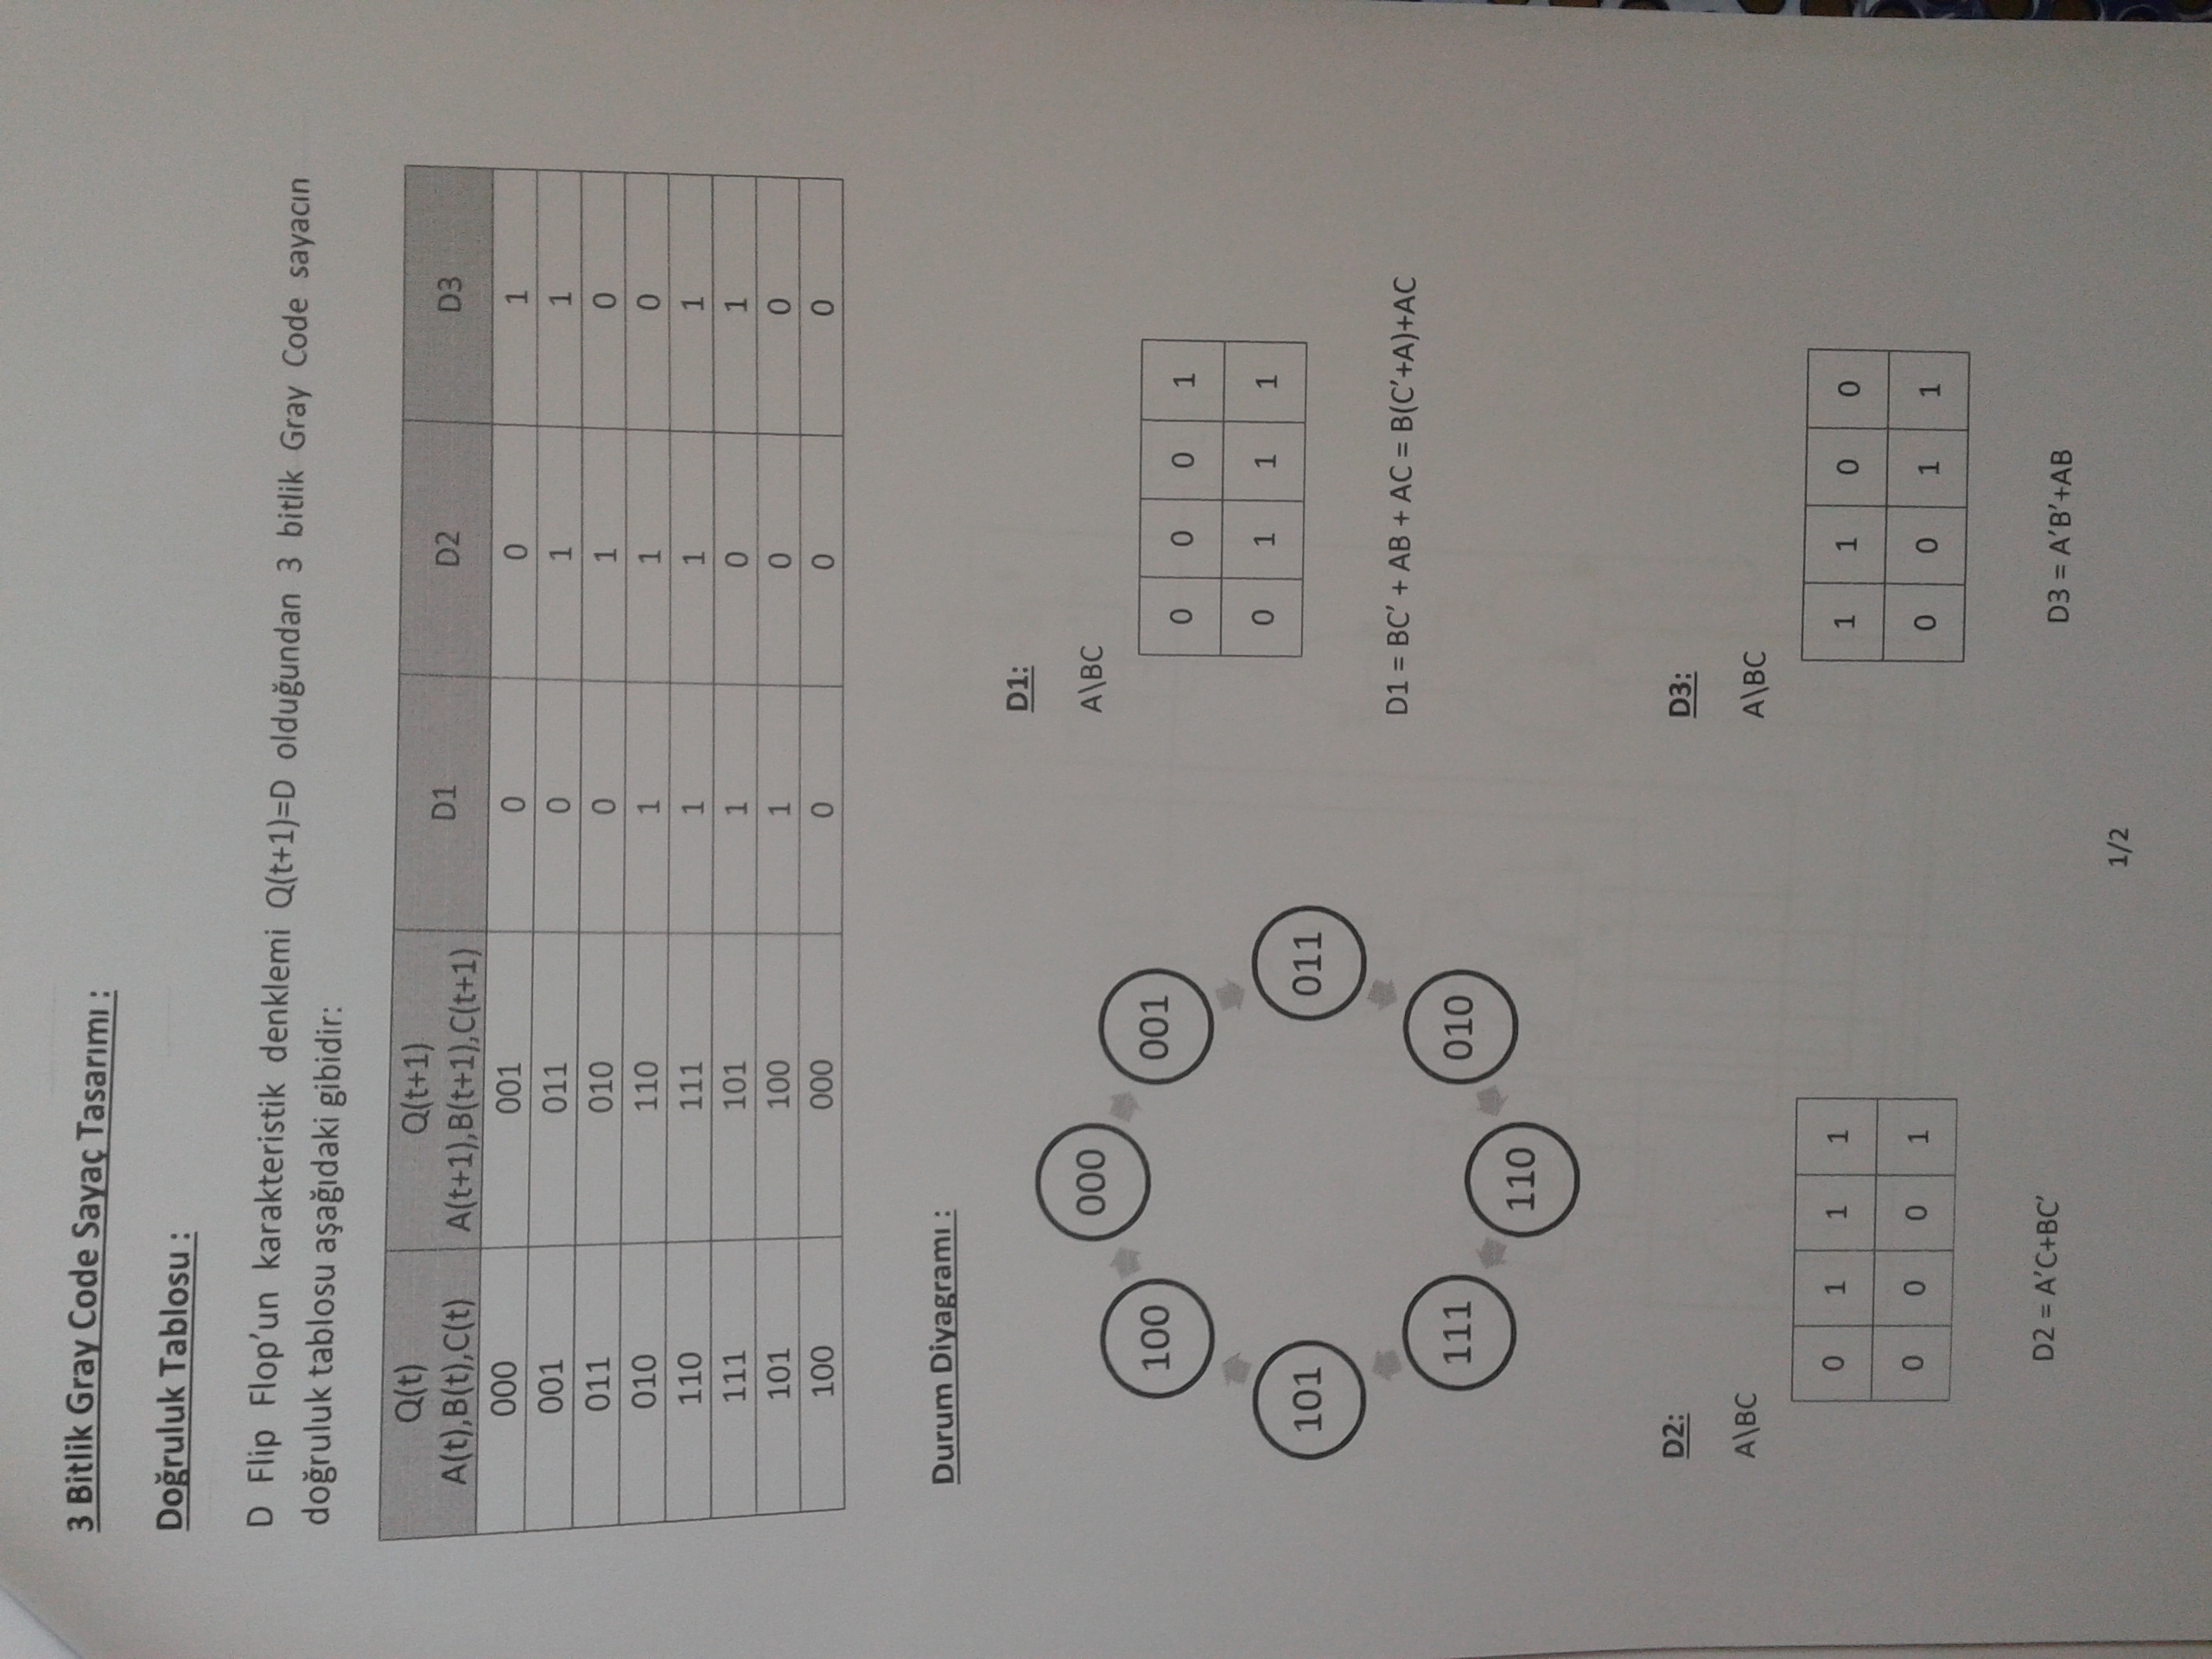 3 Bitlik Gray Code Sayaç Tasarımı :
Doğruluk Tablosu :
D Flip Flop’un karakteristik denklemi Q(t+1)=D olduğundan 3 bitlik Gray Code sayacın
doğruluk tablosu aşağıdaki gibidir:
Q(t) Q(t+1) D1 D2 D3
A(t),B(t),C(t) A(t+1),B(t+1),C(t+1)
000 001 0 0 1
001 011 0 1 1
011 010 0 1 0
010 110 1 1 0
110 111 1 1 1
111 101 1 0 1
101 100 1 0 0
100 000 0 0 0
Durum Diyagramı :
000
001
011
010
110
111
101
100
D1:
A\BC
0 0 0 1
0 1 1 1
D1 = BC’ + AB + AC = B(C’+A)+AC
D2:
A\BC
0 1 1 1
0 0 0 1
D2 = A’C+BC’
D3:
A\BC
1 1 0 0
0 0 1 1
D3 = A’B’+AB
1/2